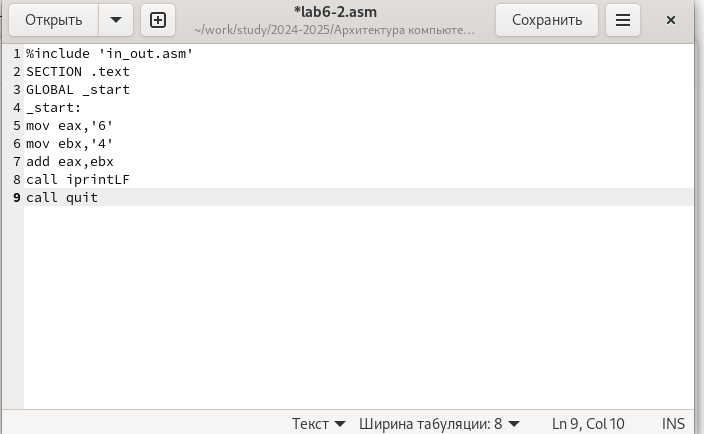 *lab6-2.asm
Открыть
~/work/study/2024-2025/Архитектура компьюте…
Сохранить
1 %include 'in_out.asm'
2 SECTION .text
3 GLOBAL _start
4 _start:
5 mov eax,'6'
6 mov ebx,'4'
7 add eax,ebx
8 call iprintLF
9 call quit
Текст Ширина табуляции: 8 Ln 9, Col 10 INS